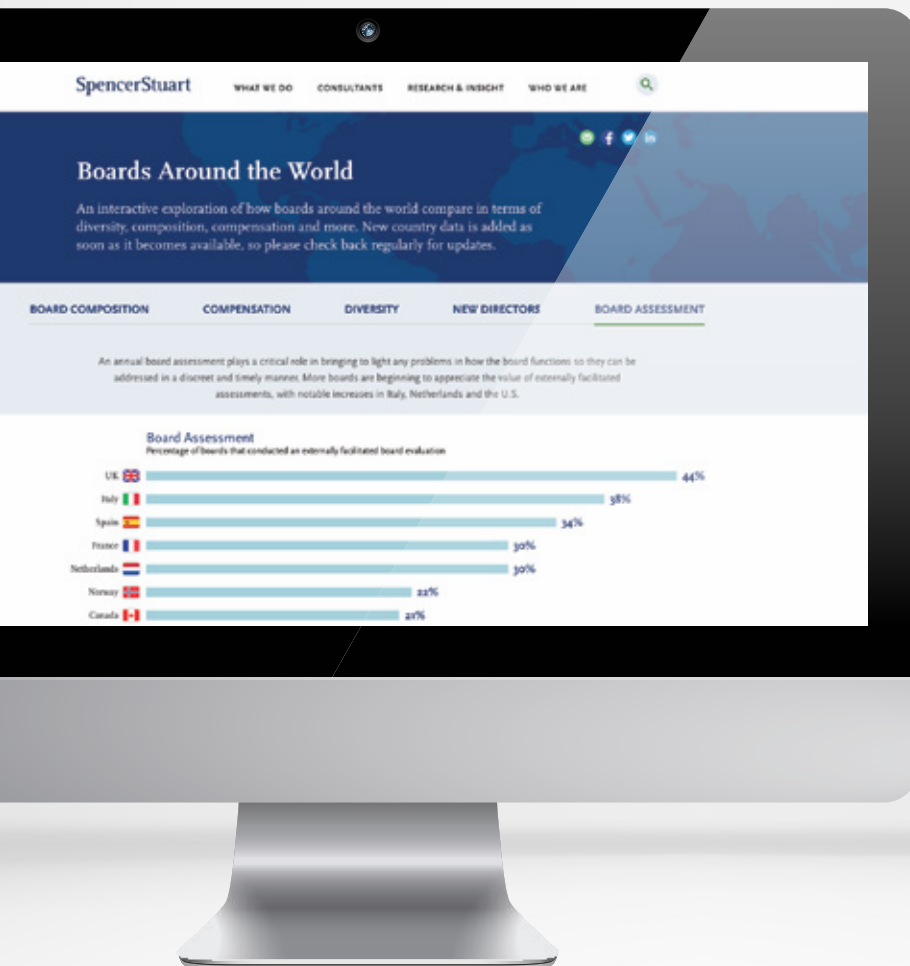 SpencerStuart
WHAT WE DO CONSULTANTS RESEARCH & INSIGHT WHO WE ARE
Boards Around the World
An interactive exploration of how boards around the world compare in terms of
diversity, composition, compensation and more. New country data is added as
soon as it becomes available, so please check back regularly for updates.
BOARD COMPOSITION COMPENSATION DIVERSITY NEW DIRECTORS BOARD ASSESSMENT
An annual board assessment plays a critical role in bringing to light any problems in how the board functions so they can be
addressed in a discreet and timely manner. More boards are beginning to appreciate the value of externally facilitated
assessments, with notable increases in Italy, Netherlands and the U.S.
Board Assessment
Percentage of boards that conducted an externally facilitated board evaluation
UK 44%
Italy 38%
Spain 34%
France 30%
Netherlands 30%
Norway 22%
Canada 21%